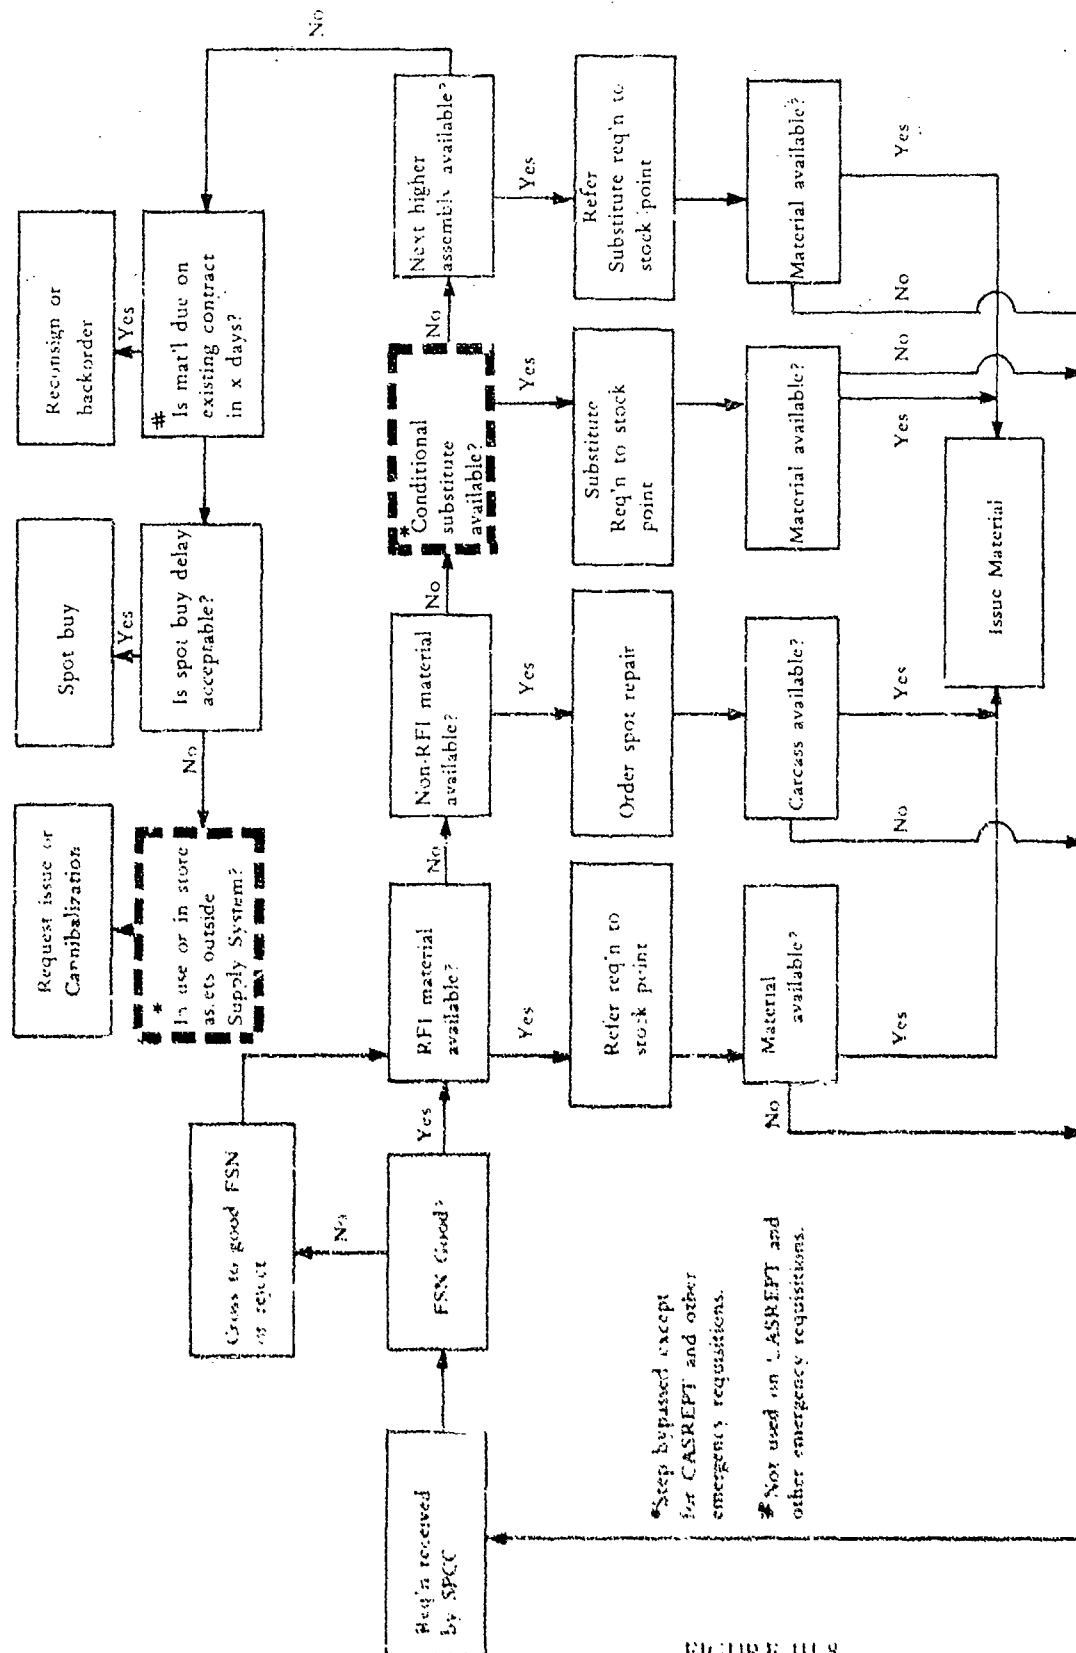 Req'n received
by SPCC
FSN Good?
No
Cross to good FSN
or reject
Yes
RFI material
available?
Yes
Refer req'n to
stock point
Material
available?
No
Yes
No
Non-RFI material
available?
Yes
Order spot repair
Carcass available?
No
Yes
No
*
Conditional
substitute
available?
Yes
Substitute
Req'n to stock
point
Material available?
Yes
No
No
Next higher
assembly available?
Yes
Refer
Substitute req'n to
stock point
Material available?
No
Yes
Issue Material
No
#
Is mat'l due on
existing contract
in x days?
Yes
Reconsign or
backorder
Is spot buy delay
acceptable?
Yes
Spot buy
No
*
In use or in store
assets outside
Supply System?
Request issue or
Cannibalization
*Step bypassed except
for CASREPT and other
emergency requisitions.
# Not used on CASREPT and
other emergency requisitions.